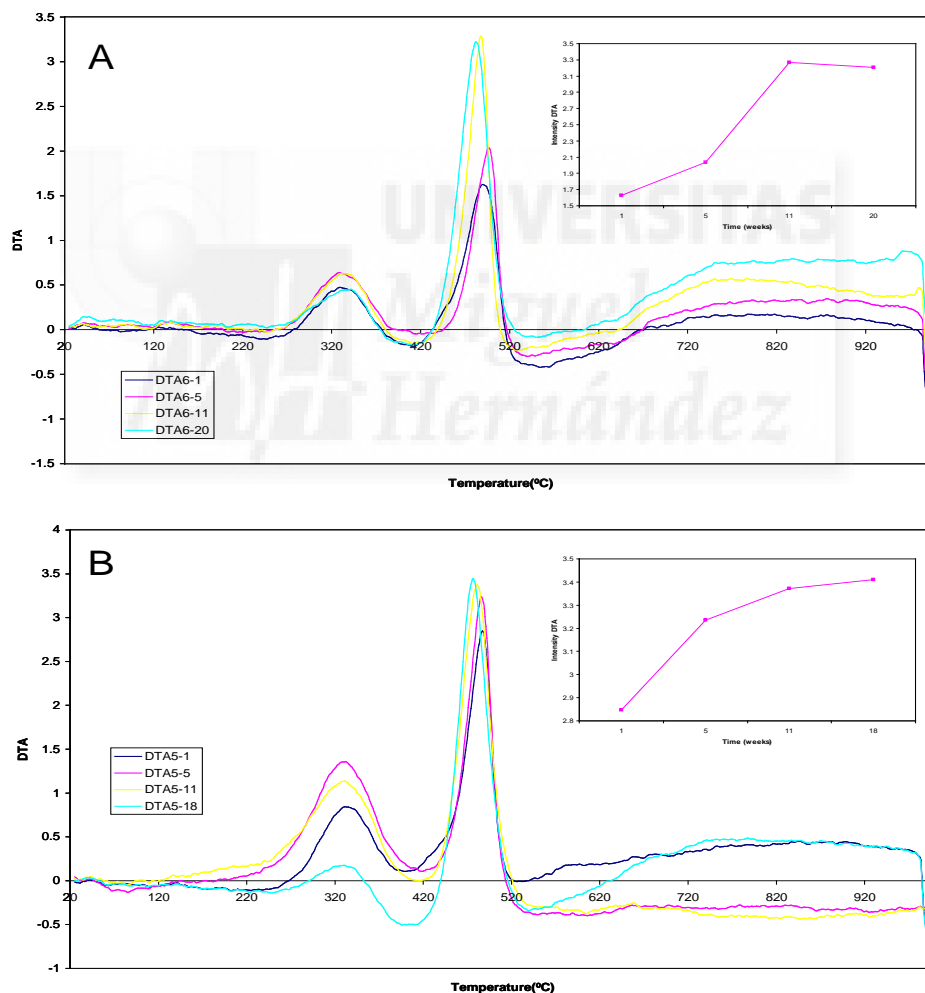 A
3.5
3
2.5
2
1.5
1
0.5
0
-0.5
-1
-1.5
DTA
20 120 220 320 420 520 620 720 820 920
Temperature(ºC)
DTA6-1
DTA6-5
DTA6-11
DTA6-20
3.5
3.3
3.1
2.9
2.7
2.5
2.3
2.1
1.9
1.7
1.5
Intensity DTA
1 5 11 20
Time (weeks)
UNIVERSITAS
Miguel
Hernández
B
4
3.5
3
2.5
2
1.5
1
0.5
0
-0.5
-1
DTA
20 120 220 320 420 520 620 720 820 920
Temperature(ºC)
DTA5-1
DTA5-5
DTA5-11
DTA5-18
3.5
3.4
3.3
3.2
3.1
3
2.9
2.8
Intensity DTA
1 5 11 18
Time (weeks)